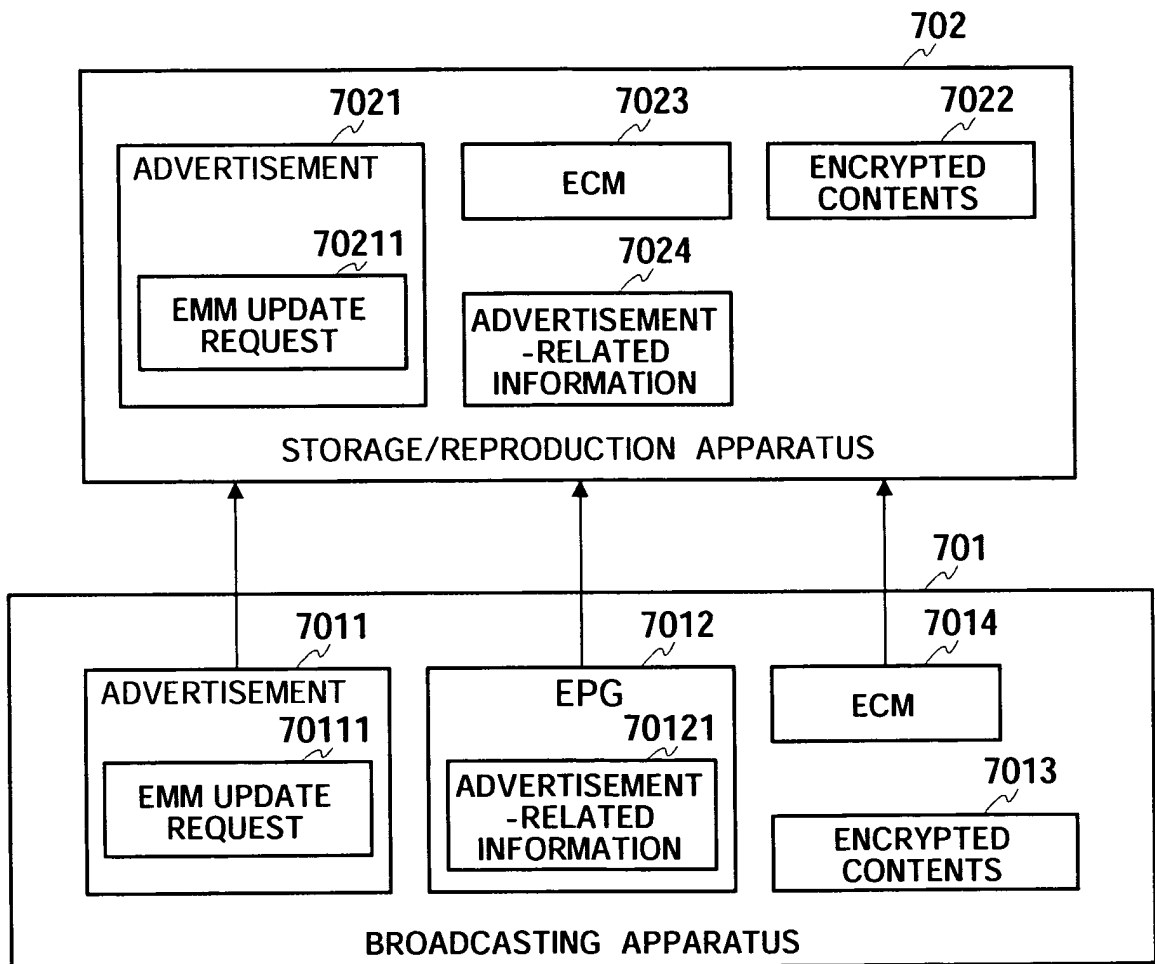 702
7021
7023
7022
ADVERTISEMENT
ECM
ENCRYPTED
CONTENTS
70211
7024
EMM UPDATE
REQUEST
ADVERTISEMENT
-RELATED
INFORMATION
STORAGE/REPRODUCTION APPARATUS
701
7011
7012
7014
ADVERTISEMENT
EPG
ECM
70111
70121
7013
EMM UPDATE
REQUEST
ADVERTISEMENT
-RELATED
INFORMATION
ENCRYPTED
CONTENTS
BROADCASTING APPARATUS